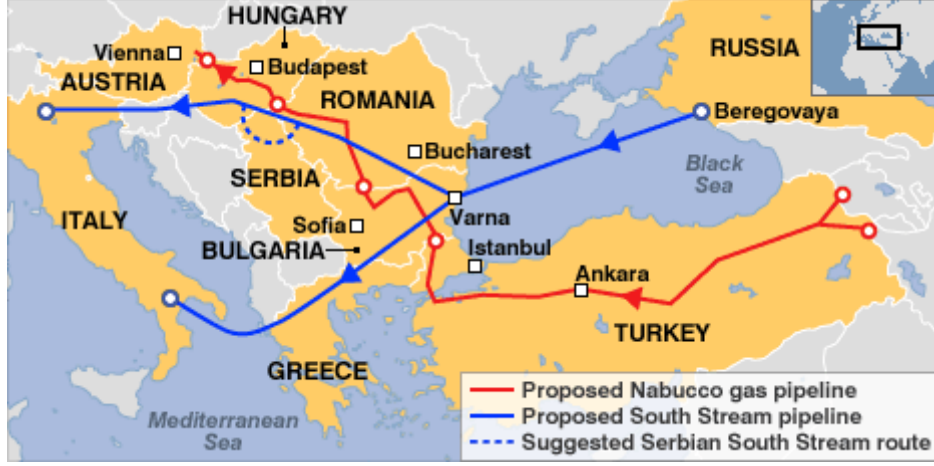 HUNGARY
RUSSIA
Vienna
Budapest
AUSTRIA
ROMANIA
Beregovaya
Bucharest
Black
Sea
SERBIA
Varna
ITALY
Sofia
BULGARIA
Istanbul
Ankara
TURKEY
GREECE
Mediterranean
Sea
Proposed Nabucco gas pipeline
Proposed South Stream pipeline
Suggested Serbian South Stream route